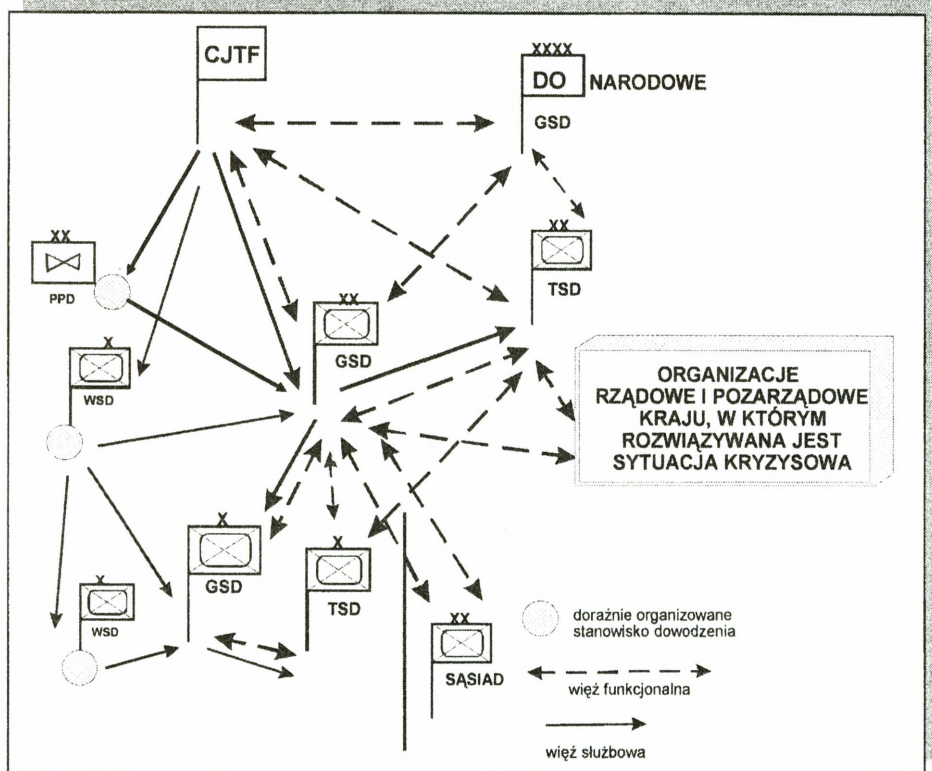 CJTF
XXXX
DO NARODOWE
GSD
XX
TSD
XX
PPD
XX
GSD
X
WSD
ORGANIZACJE
RZĄDOWE I POZARZĄDOWE
KRAJU, W KTÓRYM
ROZWIĄZYWANA JEST
SYTUACJA KRYZYSOWA
X
GSD
X
TSD
X
WSD
XX
SĄSIAD
doraźnie organizowane
stanowisko dowodzenia
więź funkcjonalna
więź służbowa